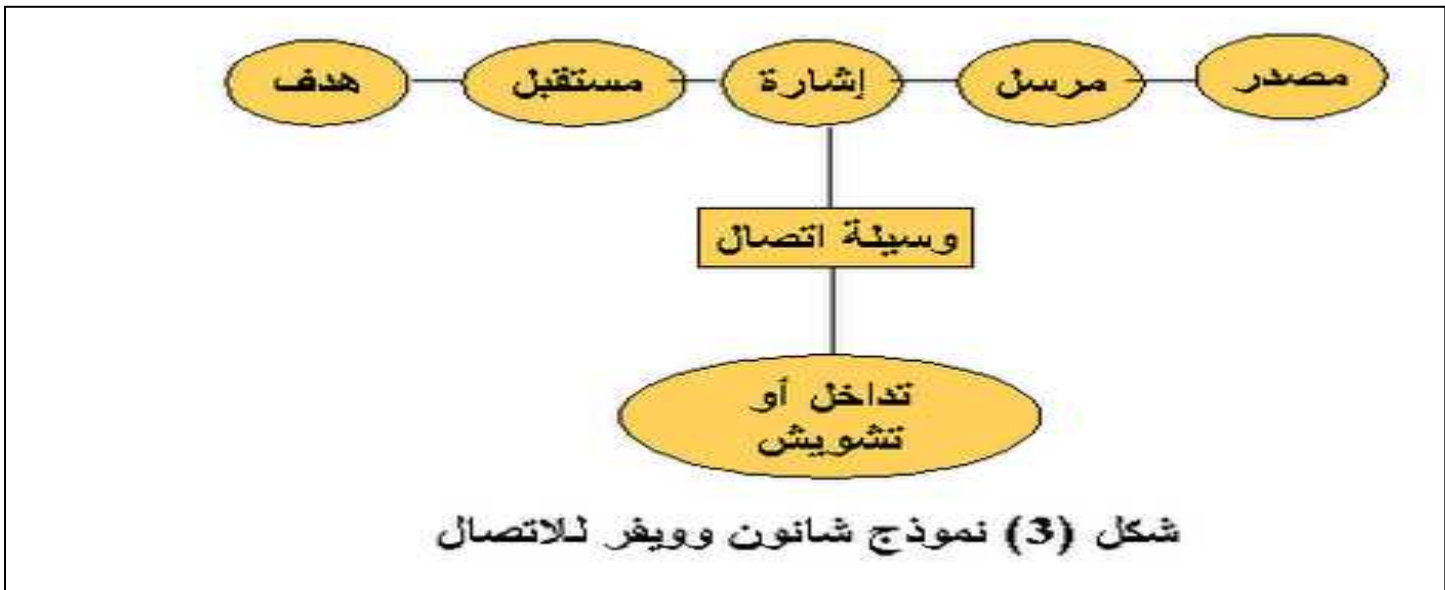 مصدر
مرسل
إشارة
مستقبل
هدف
وسيلة اتصال
تداخل أو
تشويش
شكل (3) نموذج شانون وويفر للاتصال